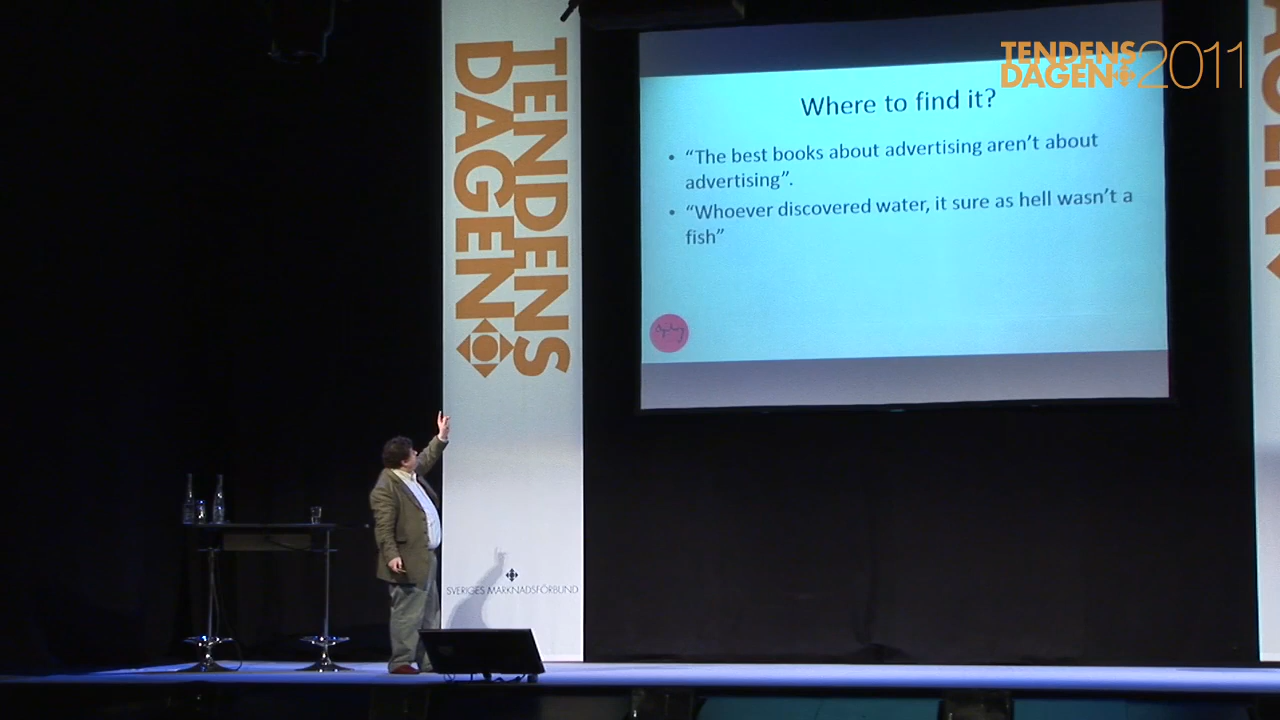 TENDENS
DAGEN
SVERIGES MARKNADSFÖRBUND
Where to find it?
• “The best books about advertising aren’t about
advertising”.
• “Whoever discovered water, it sure as hell wasn’t a
fish”
Ogilvy
TENDENS
DAGEN 2011